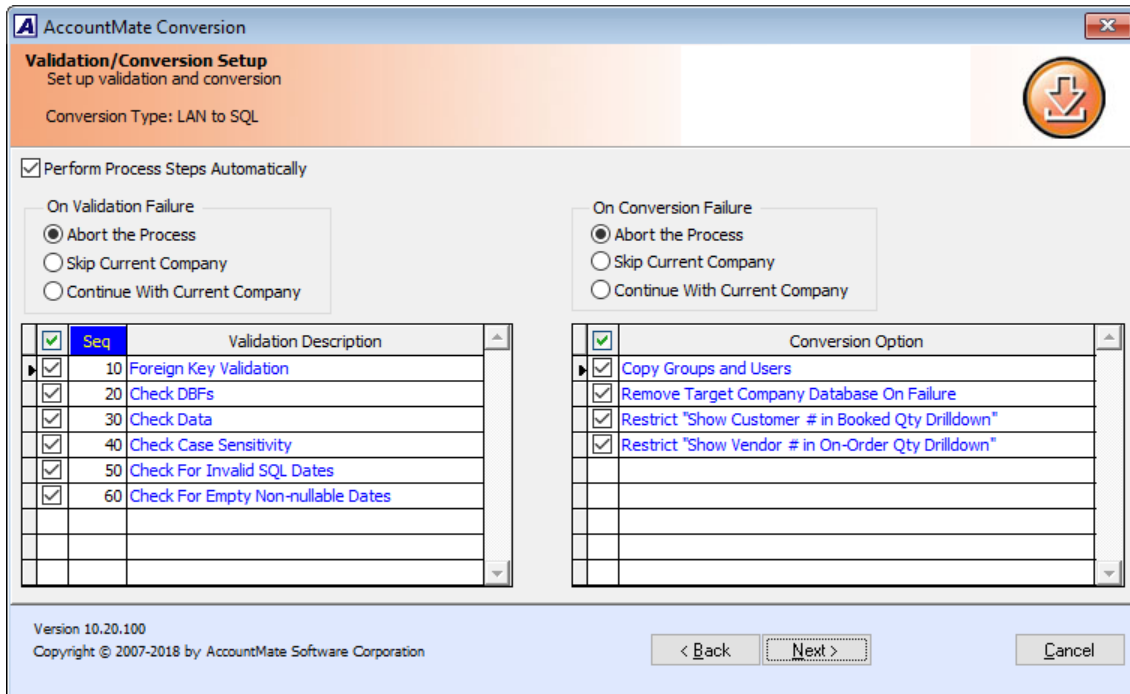 AccountMate Conversion
Validation/Conversion Setup
Set up validation and conversion
Conversion Type: LAN to SQL
Perform Process Steps Automatically
On Validation Failure
Abort the Process
Skip Current Company
Continue With Current Company
On Conversion Failure
Abort the Process
Skip Current Company
Continue With Current Company
Seq Validation Description
10 Foreign Key Validation
20 Check DBFs
30 Check Data
40 Check Case Sensitivity
50 Check For Invalid SQL Dates
60 Check For Empty Non-nullable Dates
Conversion Option
Copy Groups and Users
Remove Target Company Database On Failure
Restrict "Show Customer # in Booked Qty Drilldown"
Restrict "Show Vendor # in On-Order Qty Drilldown"
Version 10.20.100
Copyright © 2007-2018 by AccountMate Software Corporation
< Back Next > Cancel